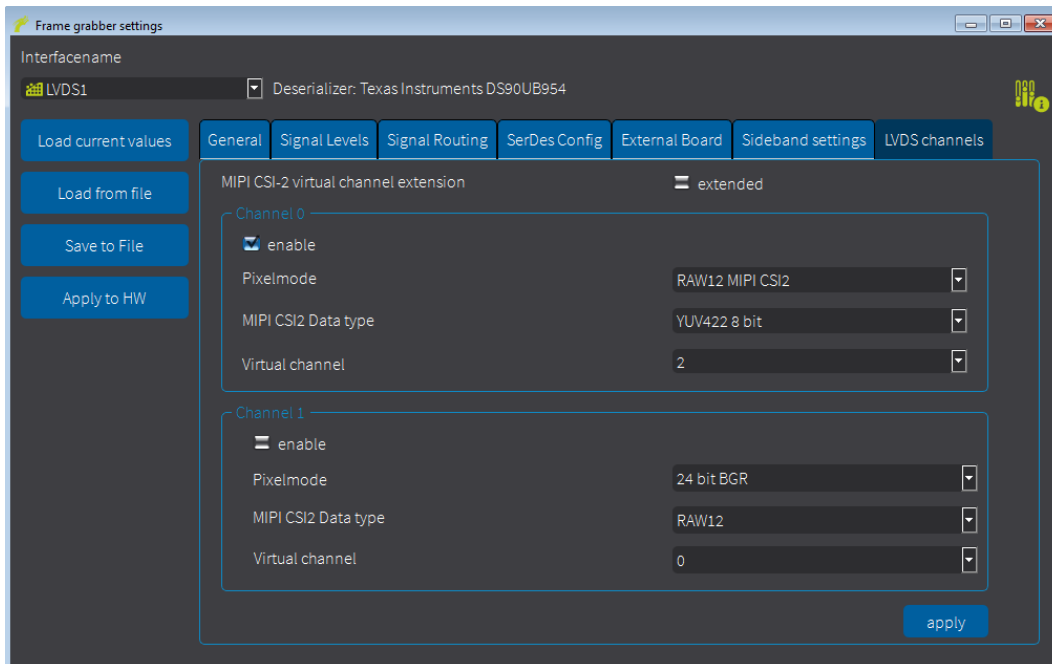 Frame grabber settings
Interfacename
LVDS1 Deserializer: Texas Instruments DS90UB954
Load current values
Load from file
Save to File
Apply to HW
General Signal Levels Signal Routing SerDes Config External Board Sideband settings LVDS channels
MIPI CSI-2 virtual channel extension extended
Channel 0
enable
Pixelmode RAW12 MIPI CSI2
MIPI CSI2 Data type YUV422 8 bit
Virtual channel 2
Channel 1
enable
Pixelmode 24 bit BGR
MIPI CSI2 Data type RAW12
Virtual channel 0
apply